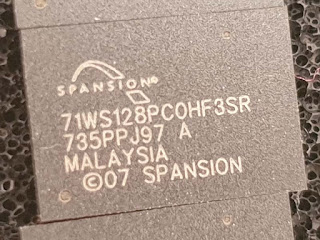 SPANSION®
71WS128PC0HF3SR
735PPJ97 A
MALAYSIA
©07 SPANSION